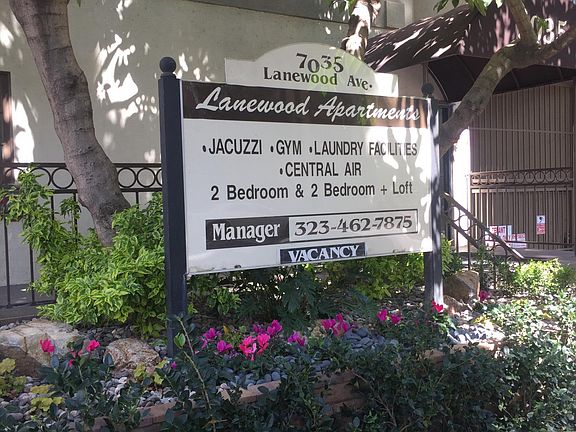 7035
Lanewood Ave.
Lanewood Apartments
•JACUZZI •GYM •LAUNDRY FACILITIES
•CENTRAL AIR
2 Bedroom & 2 Bedroom + Loft
Manager 323-462-7875
VACANCY